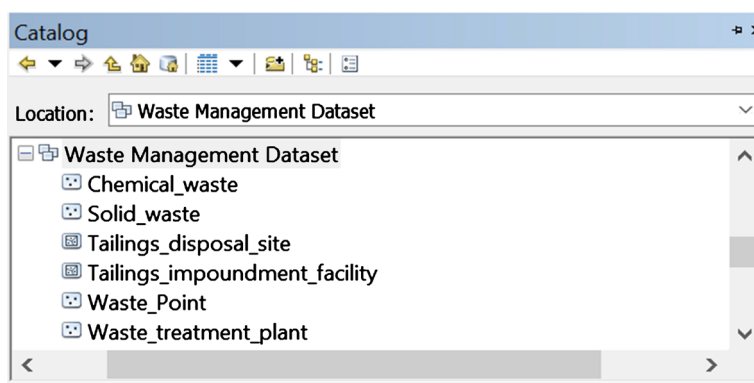 Catalog
Location: Waste Management Dataset
Waste Management Dataset
Chemical_waste
Solid_waste
Tailings_disposal_site
Tailings_impoundment_facility
Waste_Point
Waste_treatment_plant